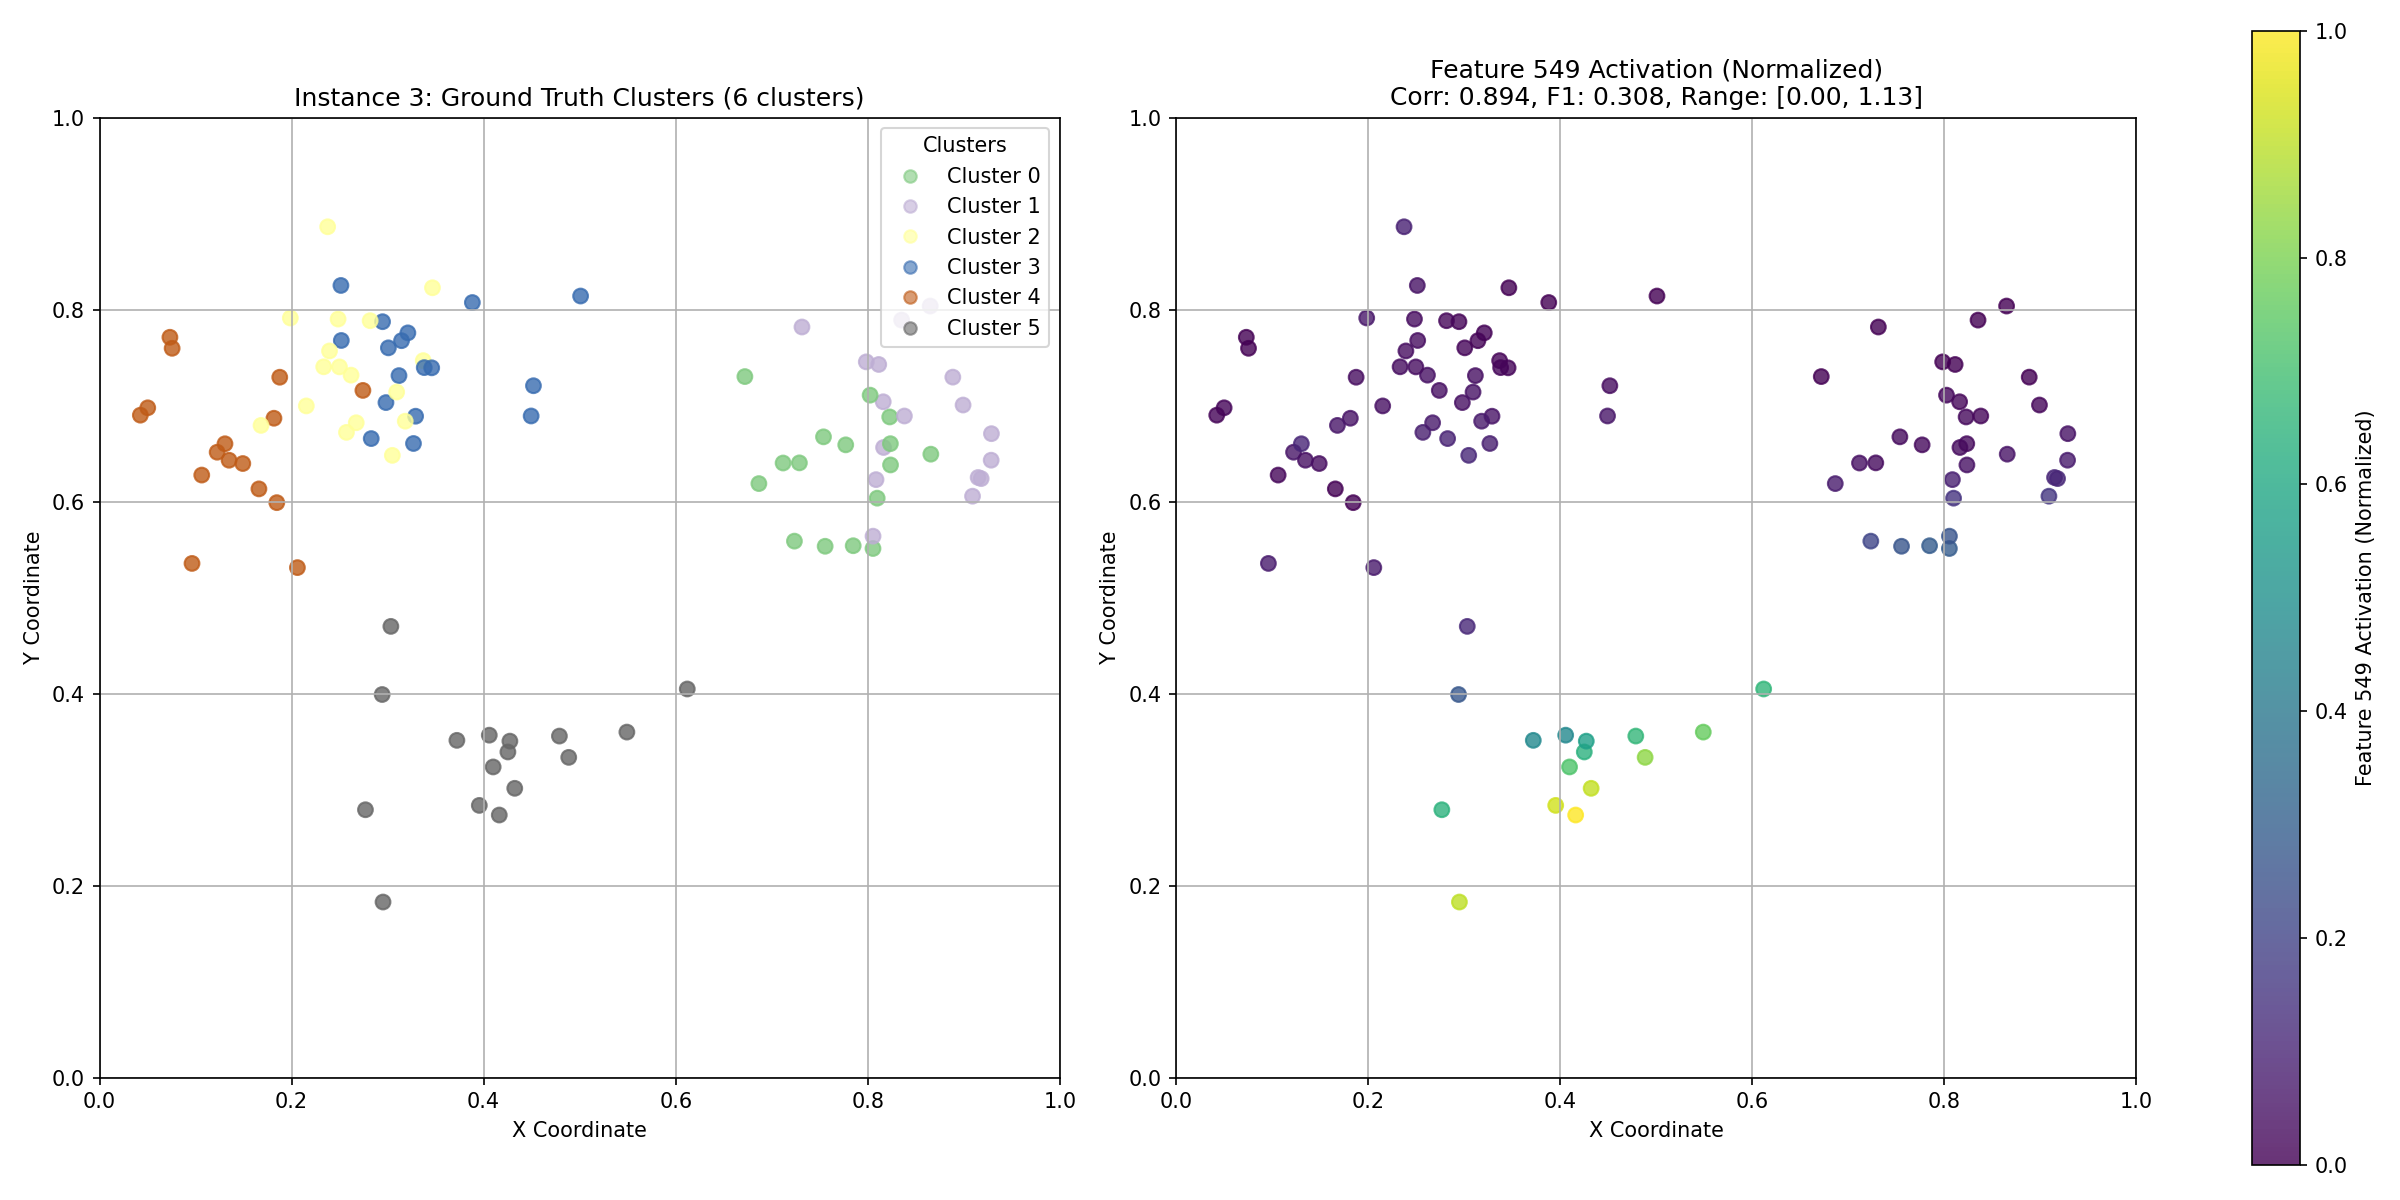 Instance 3: Ground Truth Clusters (6 clusters)
Clusters
Cluster 0
Cluster 1
Cluster 2
Cluster 3
Cluster 4
Cluster 5
Y Coordinate
1.0
0.8
0.6
0.4
0.2
0.0
0.0 0.2 0.4 0.6 0.8 1.0
X Coordinate
Feature 549 Activation (Normalized)
Corr: 0.894, F1: 0.308, Range: [0.00, 1.13]
Y Coordinate
1.0
0.8
0.6
0.4
0.2
0.0
0.0 0.2 0.4 0.6 0.8 1.0
X Coordinate
1.0
0.8
0.6
0.4
0.2
0.0
Feature 549 Activation (Normalized)